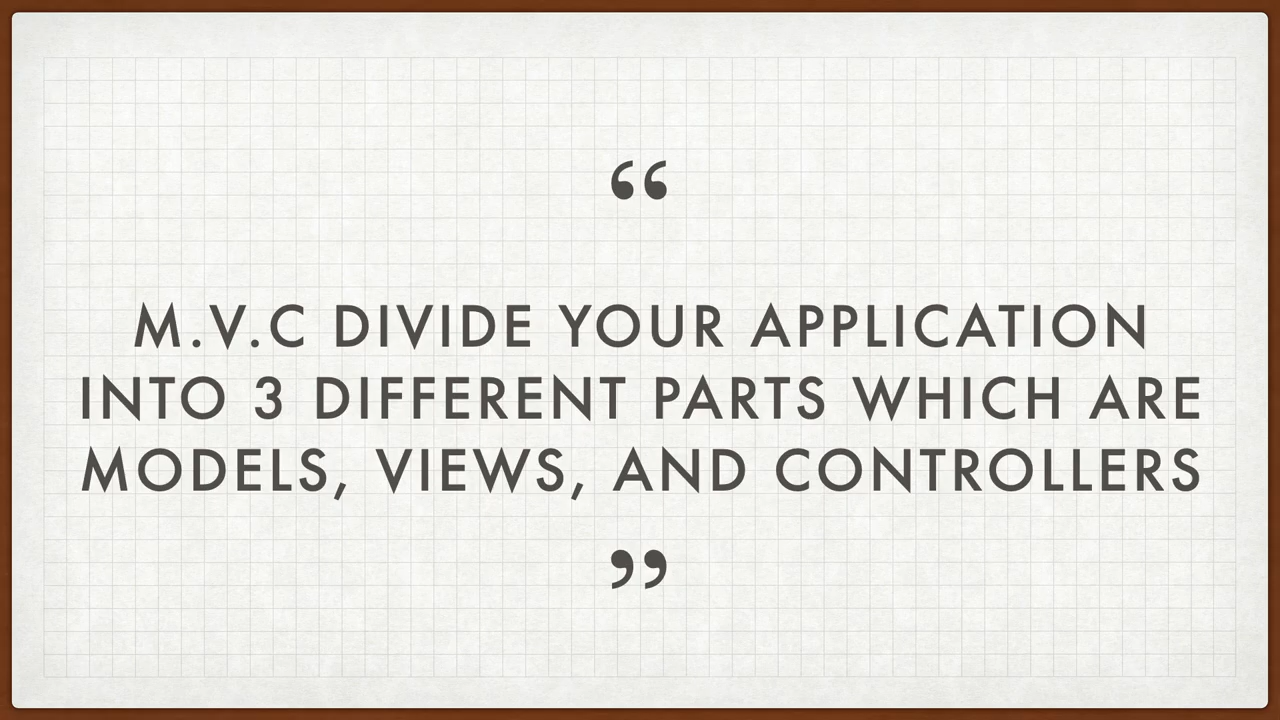 “
M.V.C DIVIDE YOUR APPLICATION
INTO 3 DIFFERENT PARTS WHICH ARE
MODELS, VIEWS, AND CONTROLLERS
”